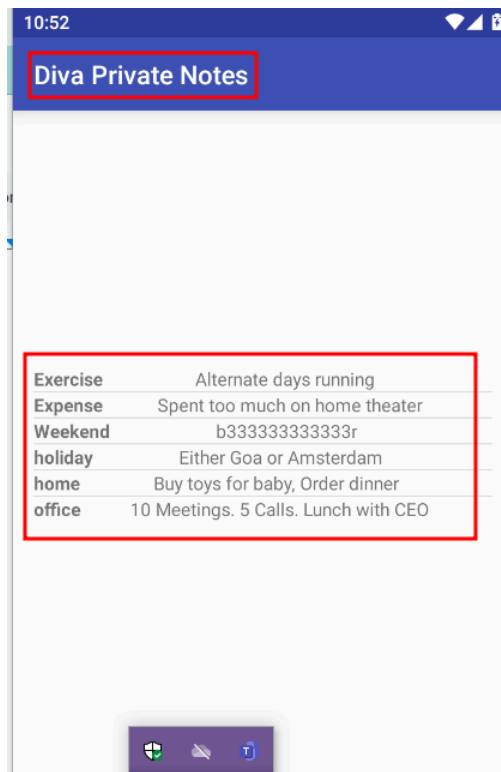 10:52
Diva Private Notes
Exercise Alternate days running
Expense Spent too much on home theater
Weekend b333333333333r
holiday Either Goa or Amsterdam
home Buy toys for baby, Order dinner
office 10 Meetings. 5 Calls. Lunch with CEO